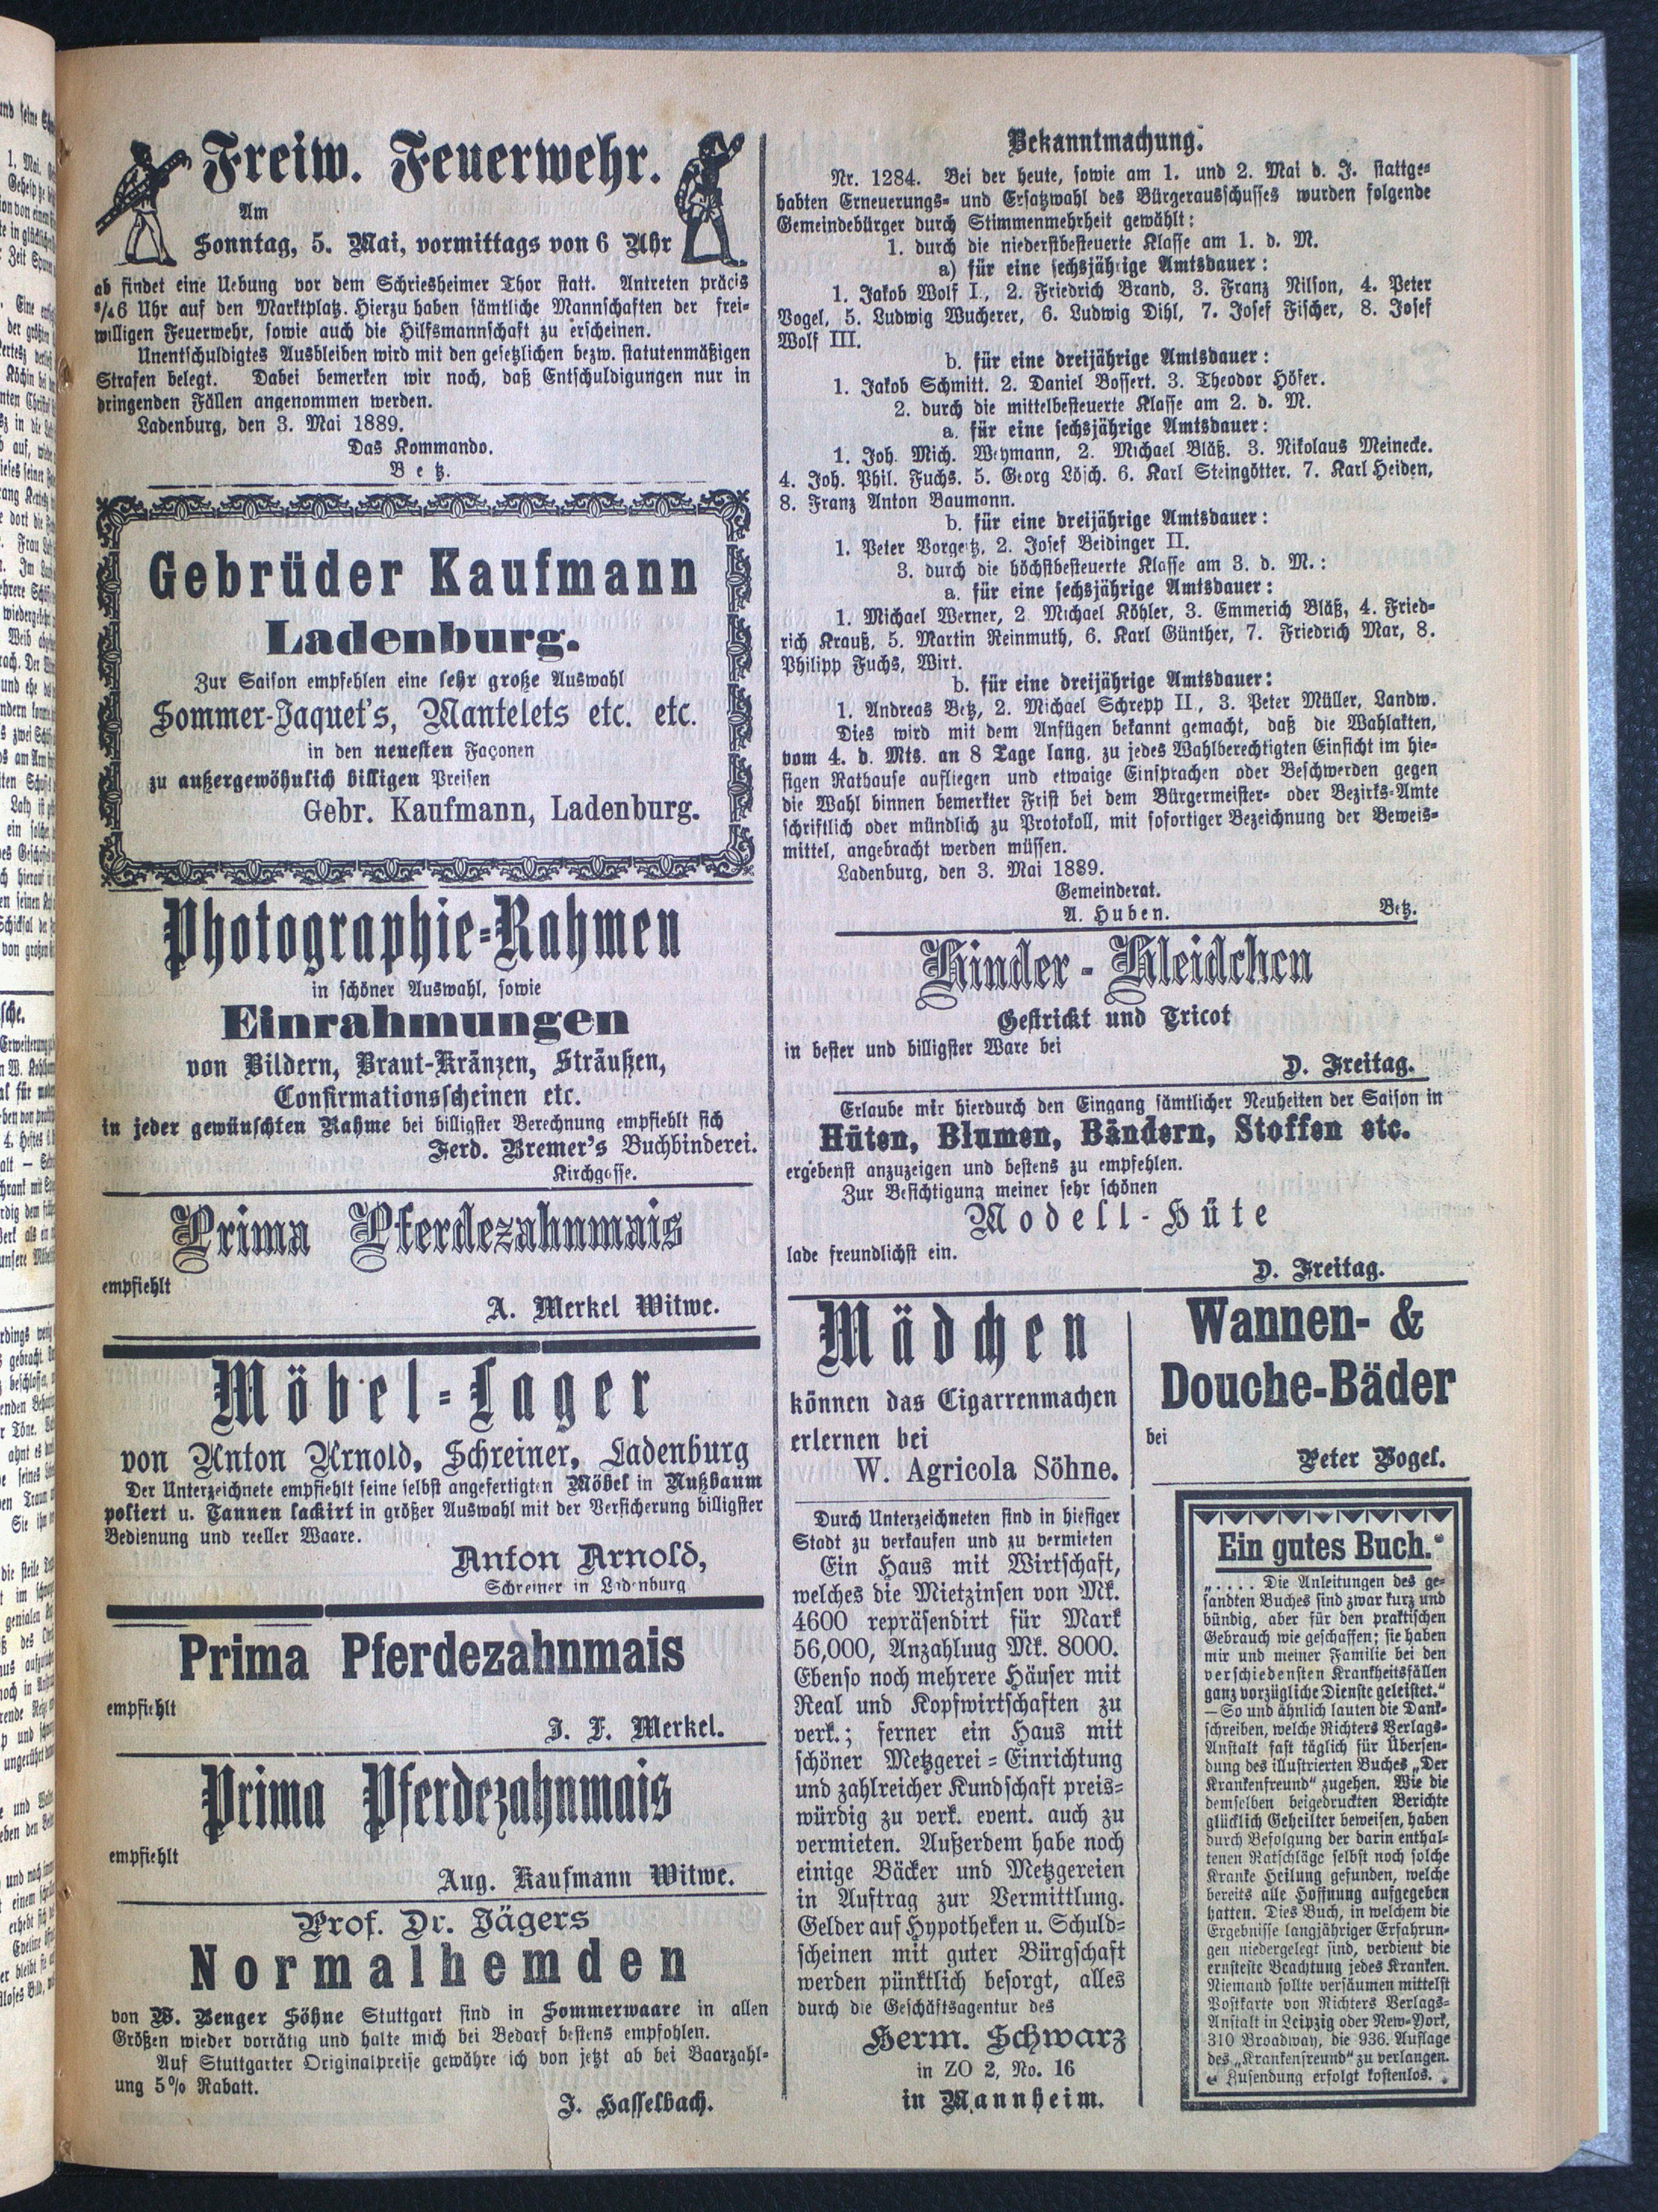 Freiw. Feuerwehr.
Am
Sonntag, 5. Mai, vormittags von 6 Uhr
ab findet eine Uebung vor dem Schriesheimer Thor statt. Antreten präcis
3/46 Uhr auf den Marktplatz. Hierzu haben sämtliche Mannschaften der frei-
willigen Feuerwehr, sowie auch die Hilfsmannschaft zu erscheinen.
Unentschuldigtes Ausbleiben wird mit den gesetzlichen bezw. statutenmäßigen
Strafen belegt. Dabei bemerken wir noch, daß Entschuldigungen nur in
dringenden Fällen angenommen werden.
Ladenburg, den 3. Mai 1889.
Das Kommando.
Betz.
Gebrüder Kaufmann
Ladenburg.
Zur Saison empfehlen eine sehr große Auswahl
Sommer-Jaquet's, Mantelets etc. etc.
in den neuesten Façonen
zu außergewöhnlich billigen Preisen
Gebr. Kaufmann, Ladenburg.
Photographie-Rahmen
in schöner Auswahl, sowie
Einrahmungen
von Bildern, Braut-Kränzen, Sträußen,
Confirmationsscheinen etc.
in jeder gewünschten Rahme bei billigster Berechnung empfiehlt sich
Ferd. Bremer's Buchbinderei.
Kirchgasse.
Prima Pferdezahnmais
empfiehlt
A. Merkel Witwe.
Möbel-Lager
von Anton Arnold, Schreiner, Ladenburg
Der Unterzeichnete empfiehlt seine selbst angefertigten Möbel in Nußbaum
poliert u. Tannen lackirt in größer Auswahl mit der Versicherung billigster
Bedienung und reeller Waare.
Anton Arnold,
Schreiner in Ladenburg
Prima Pferdezahnmais
empfiehlt
J. F. Merkel.
Prima Pferdezahnmais
empfiehlt
Aug. Kaufmann Witwe.
Prof. Dr. Jägers
Normalhemden
von W. Benger Söhne Stuttgart sind in Sommerwaare in allen
Größen wieder vorrätig und halte mich bei Bedarf bestens empfohlen.
Auf Stuttgarter Originalpreise gewähre ich von jetzt ab bei Baarzahl-
ung 5% Rabatt.
J. Hasselbach.
Bekanntmachung.
Nr. 1284. Bei der heute, sowie am 1. und 2. Mai d. J. stattge-
habten Erneuerungs- und Ersatzwahl des Bürgerausschusses wurden folgende
Gemeindebürger durch Stimmenmehrheit gewählt:
1. durch die niederstbesteuerte Klasse am 1. d. M.
a) für eine sechsjährige Amtsdauer:
1. Jakob Wolf I., 2. Friedrich Brand, 3. Franz Nilson, 4. Peter
Vogel, 5. Ludwig Wucherer, 6. Ludwig Dihl, 7. Josef Fischer, 8. Josef
Wolf III.
b. für eine dreijährige Amtsdauer:
1. Jakob Schmitt. 2. Daniel Bossert. 3. Theodor Höfer.
2. durch die mittelbesteuerte Klasse am 2. d. M.
a. für eine sechsjährige Amtsdauer:
1. Joh. Mich. Weymann, 2. Michael Bläß. 3. Nikolaus Meinecke.
4. Joh. Phil. Fuchs. 5. Georg Lösch. 6. Karl Steingötter. 7. Karl Heiden,
8. Franz Anton Baumann.
b. für eine dreijährige Amtsdauer:
1. Peter Vorgeitz, 2. Josef Beidinger II.
3. durch die höchstbesteuerte Klasse am 3. d. M.:
a. für eine sechsjährige Amtsdauer:
1. Michael Werner, 2. Michael Köhler, 3. Emmerich Bläß, 4. Fried-
rich Krauß, 5. Martin Reinmuth, 6. Karl Günther, 7. Friedrich Mar, 8.
Philipp Fuchs, Wirt.
b. für eine dreijährige Amtsdauer:
1. Andreas Betz, 2. Michael Schrepp II., 3. Peter Müller, Landw.
Dies wird mit dem Anfügen bekannt gemacht, daß die Wahlakten,
vom 4. d. Mts. an 8 Tage lang, zu jedes Wahlberechtigten Einsicht im hie-
sigen Rathause aufliegen und etwaige Einsprachen oder Beschwerden gegen
die Wahl binnen bemerkter Frist bei dem Bürgermeister- oder Bezirks-Amte
schriftlich oder mündlich zu Protokoll, mit sofortiger Bezeichnung der Beweis-
mittel, angebracht werden müssen.
Ladenburg, den 3. Mai 1889.
Gemeinderat.
A. Huben. Betz.
Kinder-Kleidchen
Gestrickt und Tricot
in bester und billigster Ware bei
D. Freitag.
Erlaube mir hierdurch den Eingang sämtlicher Neuheiten der Saison in
Hüten, Blumen, Bändern, Stoffen etc.
ergebenst anzuzeigen und bestens zu empfehlen.
Zur Besichtigung meiner sehr schönen
Modell-Hüte
lade freundlichst ein.
D. Freitag.
Mädchen
können das Cigarrenmachen
erlernen bei
W. Agricola Söhne.
Durch Unterzeichneten sind in hiesiger
Stadt zu verkaufen und zu vermieten
Ein Haus mit Wirtschaft,
welches die Mietzinsen von Mk.
4600 repräsendirt für Mark
56,000, Anzahluug Mk. 8000.
Ebenso noch mehrere Häuser mit
Real und Kopfwirtschaften zu
verk.; ferner ein Haus mit
schöner Metzgerei-Einrichtung
und zahlreicher Kundschaft preis-
würdig zu verk. event. auch zu
vermieten. Außerdem habe noch
einige Bäcker und Metzgereien
in Auftrag zur Vermittlung.
Gelder auf Hypotheken u. Schuld-
scheinen mit guter Bürgschaft
werden pünktlich besorgt, alles
durch die Geschäftsagentur des
Herm. Schwarz
in ZO 2, No. 16
in Mannheim.
Wannen- &
Douche-Bäder
bei
Peter Vogel.
Ein gutes Buch.
„.... Die Anleitungen des ge-
sandten Buches sind zwar kurz und
bündig, aber für den praktischen
Gebrauch wie geschaffen; sie haben
mir und meiner Familie bei den
verschiedensten Krankheitsfällen
ganz vorzügliche Dienste geleistet.“
— So und ähnlich lauten die Dank-
schreiben, welche Richters Verlags-
Anstalt fast täglich für Übersen-
dung des illustrierten Buches „Der
Krankenfreund“ zugehen. Wie die
demselben beigedruckten Berichte
glücklich Geheilter beweisen, haben
durch Befolgung der darin enthal-
tenen Ratschläge selbst noch solche
Kranke Heilung gefunden, welche
bereits alle Hoffnung aufgegeben
hatten. Dies Buch, in welchem die
Ergebnisse langjähriger Erfahrun-
gen niedergelegt sind, verdient die
ernsteste Beachtung jedes Kranken.
Niemand sollte versäumen mittelst
Postkarte von Richters Verlags-
Anstalt in Leipzig oder New-York,
310 Broadway, die 936. Auflage
des „Krankenfreund“ zu verlangen.
Zusendung erfolgt kostenlos.